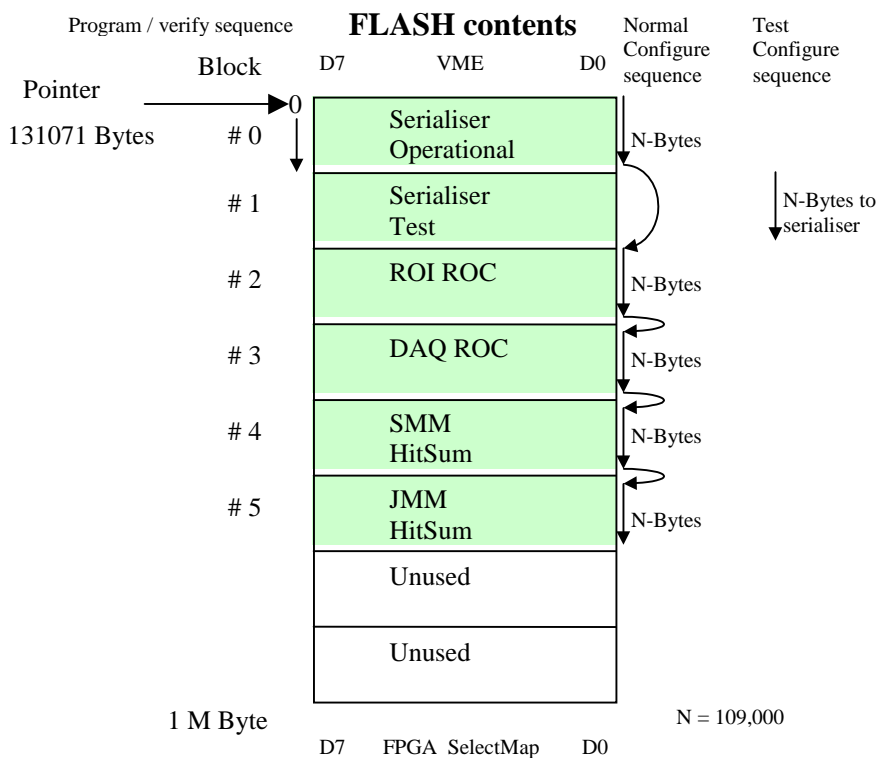 Program / verify sequence
FLASH contents
Normal
Configure
sequence
Test
Configure
sequence
Block
D7 VME D0
Pointer
0
131071 Bytes
# 0
Serialiser
Operational
N-Bytes
# 1
Serialiser
Test
N-Bytes to
serialiser
# 2
ROI ROC
N-Bytes
# 3
DAQ ROC
N-Bytes
# 4
SMM
HitSum
N-Bytes
# 5
JMM
HitSum
N-Bytes
Unused
Unused
1 M Byte
N = 109,000
D7 FPGA SelectMap D0